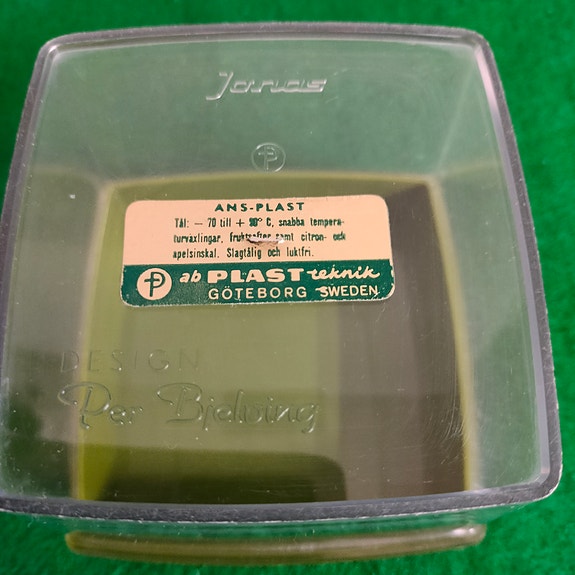 Jonas
P
ANS-PLAST
Tål: — 70 till + 90° C, snabba tempera-
turväxlingar, fruktsafter samt citron- och
apelsinskal. Slagtålig och luktfri.
P ab PLAST teknik
GÖTEBORG SWEDEN
DESIGN
Per Bjelving